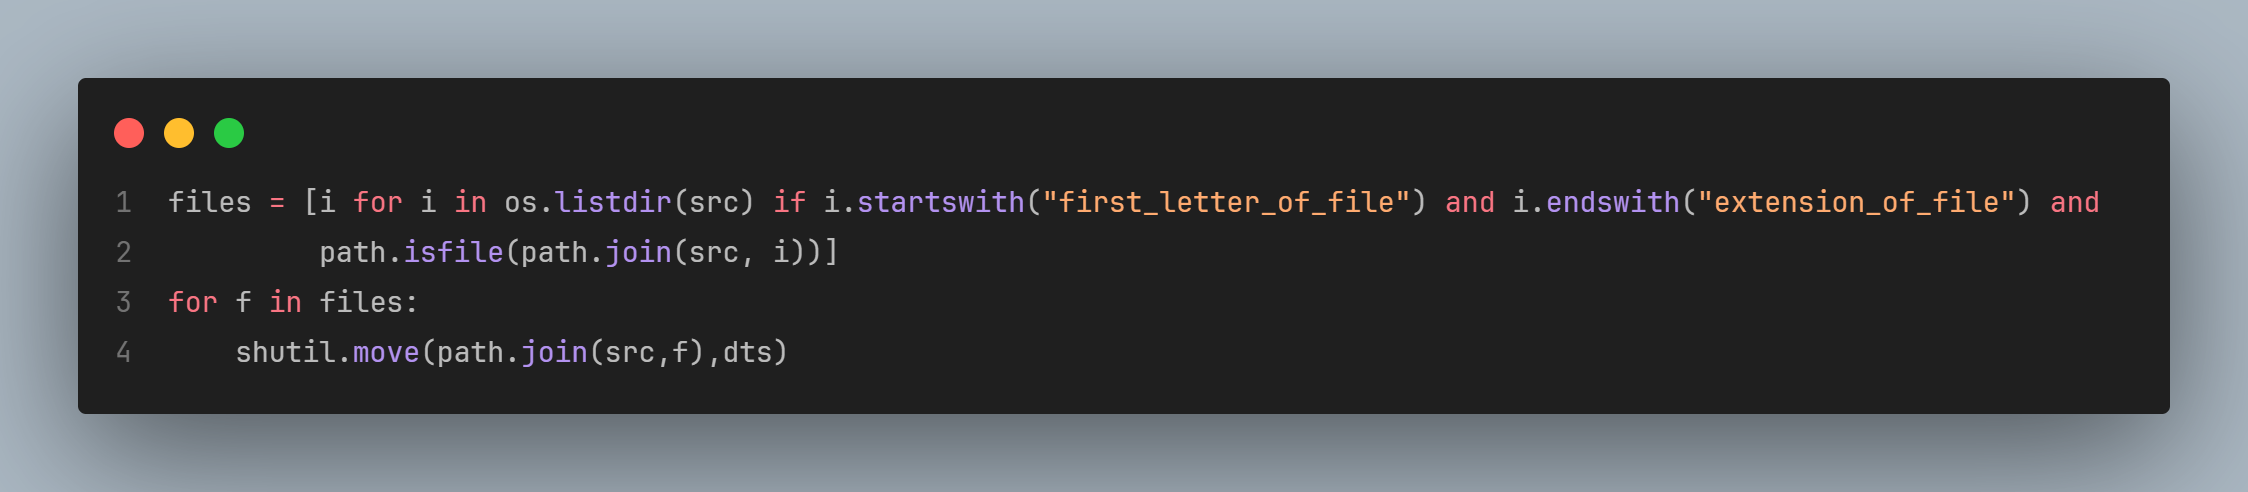 1 files = [i for i in os.listdir(src) if i.startswith("first_letter_of_file") and i.endswith("extension_of_file") and
2          path.isfile(path.join(src, i))]
3 for f in files:
4     shutil.move(path.join(src,f),dts)